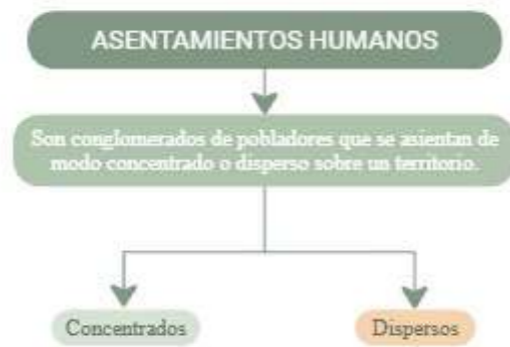 ASENTAMIENTOS HUMANOS
Son conglomerados de pobladores que se asientan de
modo concentrado o disperso sobre un territorio.
Concentrados
Dispersos